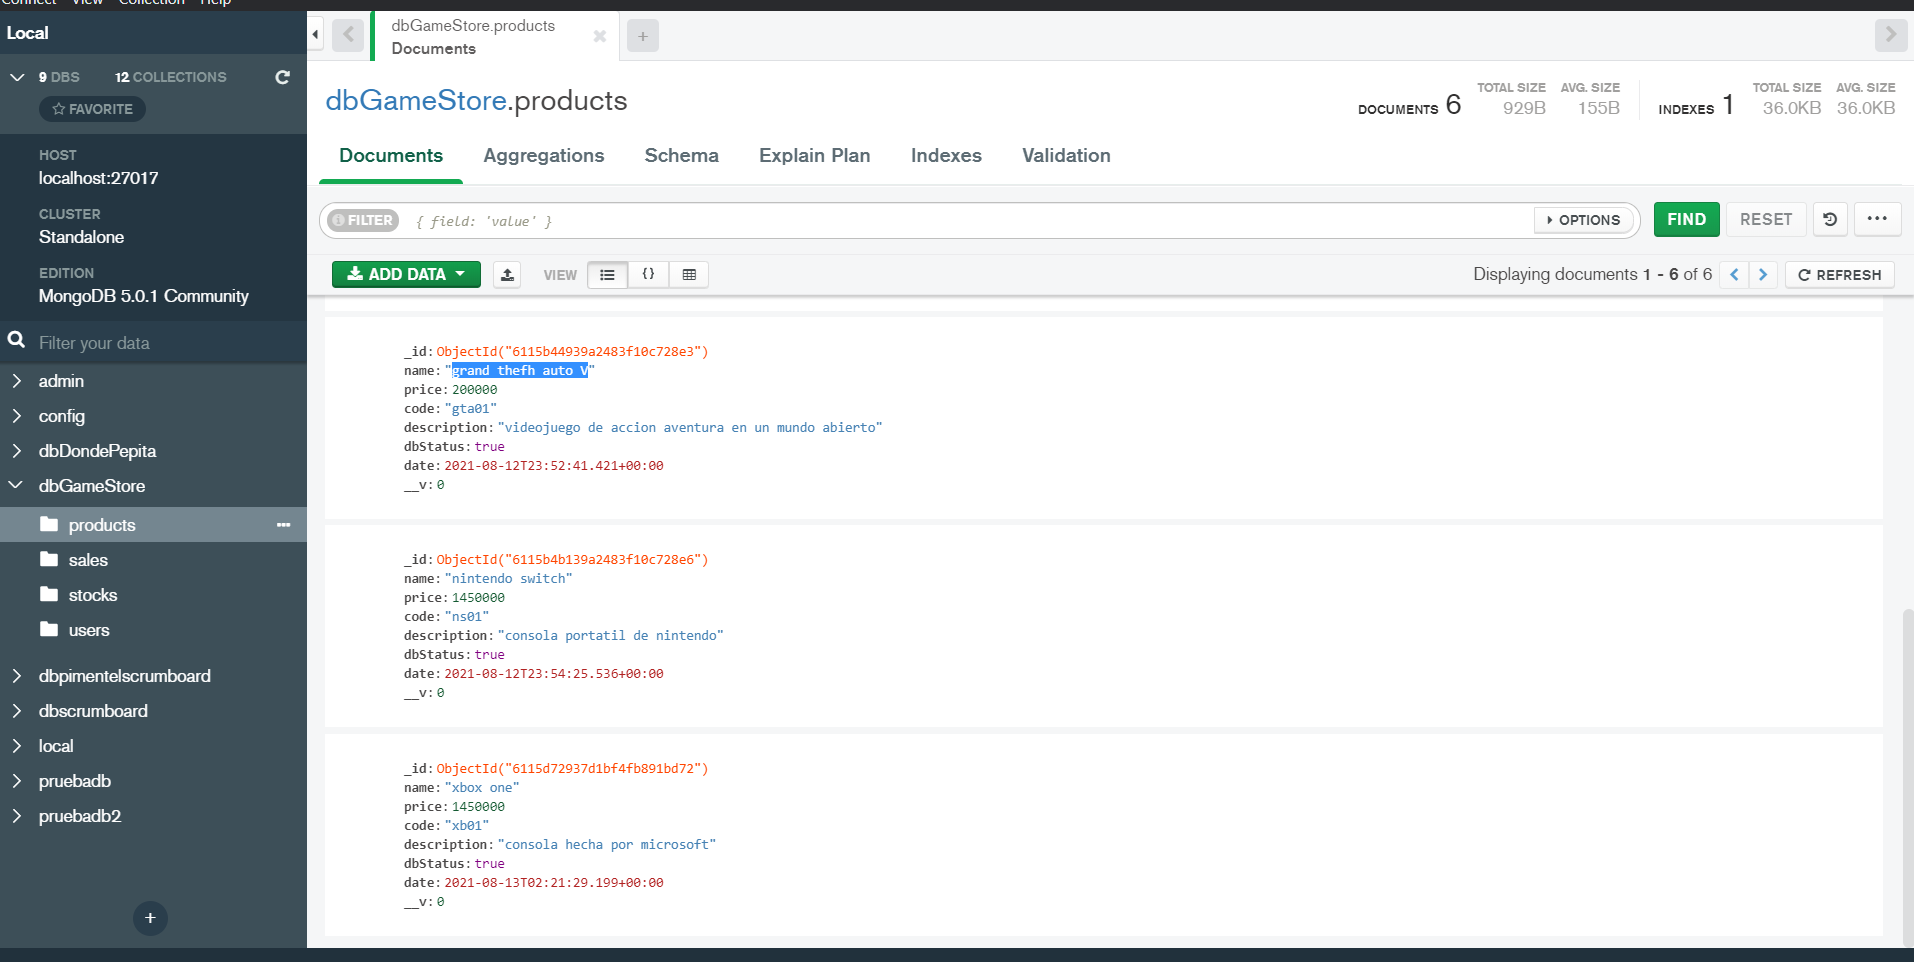 Connect View Collection Help
Local
9 DBS 12 COLLECTIONS
FAVORITE
HOST
localhost:27017
CLUSTER
Standalone
EDITION
MongoDB 5.0.1 Community
Filter your data
admin
config
dbDondePepita
dbGameStore
products
sales
stocks
users
dbpimentelscrumboard
dbscrumboard
local
pruebadb
pruebadb2
+
dbGameStore.products
Documents
+
dbGameStore.products
DOCUMENTS 6
TOTAL SIZE AVG. SIZE
929B 155B
INDEXES 1
TOTAL SIZE AVG. SIZE
36.0KB 36.0KB
Documents Aggregations Schema Explain Plan Indexes Validation
FILTER { field: 'value' } OPTIONS FIND RESET
ADD DATA VIEW {} Displaying documents 1 - 6 of 6 REFRESH
_id: ObjectId("6115b44939a2483f10c728e3")
name: "grand thefh auto V"
price: 200000
code: "gta01"
description: "videojuego de accion aventura en un mundo abierto"
dbStatus: true
date: 2021-08-12T23:52:41.421+00:00
__v: 0
_id: ObjectId("6115b4b139a2483f10c728e6")
name: "nintendo switch"
price: 1450000
code: "ns01"
description: "consola portatil de nintendo"
dbStatus: true
date: 2021-08-12T23:54:25.536+00:00
__v: 0
_id: ObjectId("6115d72937d1bf4fb891bd72")
name: "xbox one"
price: 1450000
code: "xb01"
description: "consola hecha por microsoft"
dbStatus: true
date: 2021-08-13T02:21:29.199+00:00
__v: 0